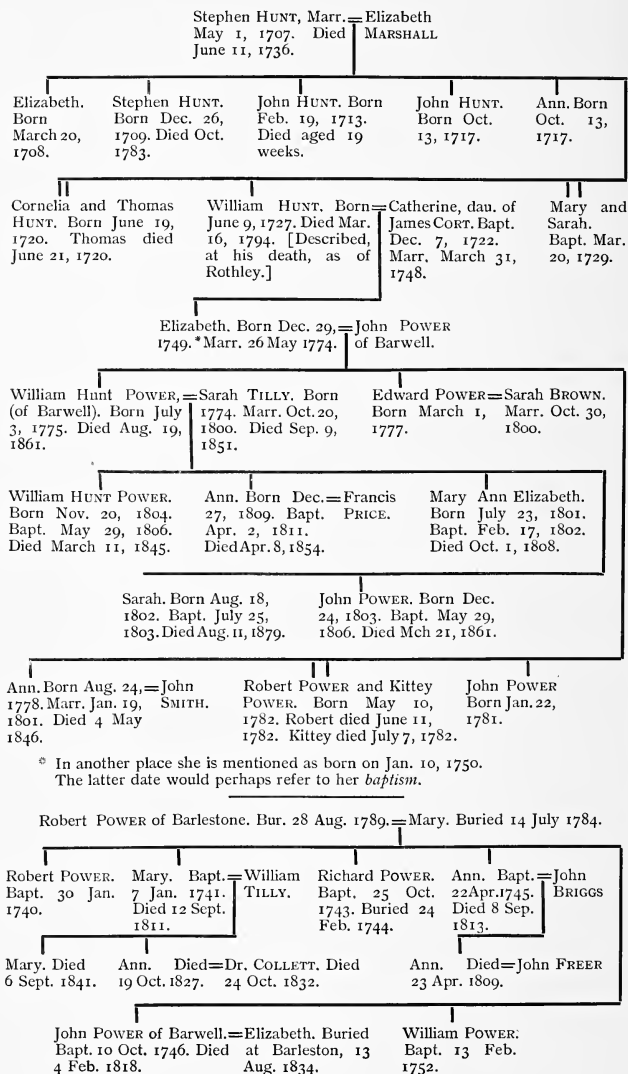 Stephen HUNT, Marr. = Elizabeth
May 1, 1707. Died MARSHALL
June 11, 1736.
Elizabeth.
Born
March 20,
1708.
Stephen HUNT.
Born Dec. 26,
1709. Died Oct.
1783.
John HUNT. Born
Feb. 19, 1713.
Died aged 19
weeks.
John HUNT.
Born Oct.
13, 1717.
Ann. Born
Oct. 13,
1717.
Cornelia and Thomas
HUNT. Born June 19,
1720. Thomas died
June 21, 1720.
William HUNT. Born =
June 9, 1727. Died Mar.
16, 1794. [Described,
at his death, as of
Rothley.]
Catherine, dau. of
James CORT. Bapt.
Dec. 7, 1722.
Marr. March 31,
1748.
Mary and
Sarah.
Bapt. Mar.
20, 1729.
Elizabeth. Born Dec. 29, = John POWER
1749.* Marr. 26 May 1774. of Barwell.
William Hunt POWER, =
(of Barwell). Born July
3, 1775. Died Aug. 19,
1861.
Sarah TILLY. Born
1774. Marr. Oct. 20,
1800. Died Sep. 9,
1851.
Edward POWER =
Born March 1,
1777.
Sarah BROWN.
Marr. Oct. 30,
1800.
William HUNT POWER.
Born Nov. 20, 1804.
Bapt. May 29, 1806.
Died March 11, 1845.
Ann. Born Dec. =
27, 1809. Bapt.
Apr. 2, 1811.
Died Apr. 8, 1854.
Francis
PRICE.
Mary Ann Elizabeth.
Born July 23, 1801.
Bapt. Feb. 17, 1802.
Died Oct. 1, 1808.
Sarah. Born Aug. 18,
1802. Bapt. July 25,
1803. Died Aug. 11, 1879.
John POWER. Born Dec.
24, 1803. Bapt. May 29,
1806. Died Mch 21, 1861.
Ann. Born Aug. 24, =
1778. Marr. Jan. 19,
1801. Died 4 May
1846.
John
SMITH.
Robert POWER and Kittey
POWER. Born May 10,
1782. Robert died June 11,
1782. Kittey died July 7, 1782.
John POWER
Born Jan. 22,
1781.
* In another place she is mentioned as born on Jan. 10, 1750.
The latter date would perhaps refer to her baptism.
Robert POWER of Barlestone. Bur. 28 Aug. 1789. = Mary. Buried 14 July 1784.
Robert POWER.
Bapt. 30 Jan.
1740.
Mary. Bapt. =
7 Jan. 1741.
Died 12 Sept.
1811.
William
TILLY.
Richard POWER.
Bapt. 25 Oct.
1743. Buried 24
Feb. 1744.
Ann. Bapt. =
22 Apr. 1745.
Died 8 Sep.
1813.
John
BRIGGS
Mary. Died
6 Sept. 1841.
Ann. Died =
19 Oct. 1827.
Dr. COLLETT. Died
24 Oct. 1832.
Ann. Died = John FREER
23 Apr. 1809.
John POWER of Barwell. =
Bapt. 10 Oct. 1746. Died
4 Feb. 1818.
Elizabeth. Buried
at Barleston, 13
Aug. 1834.
William POWER.
Bapt. 13 Feb.
1752.